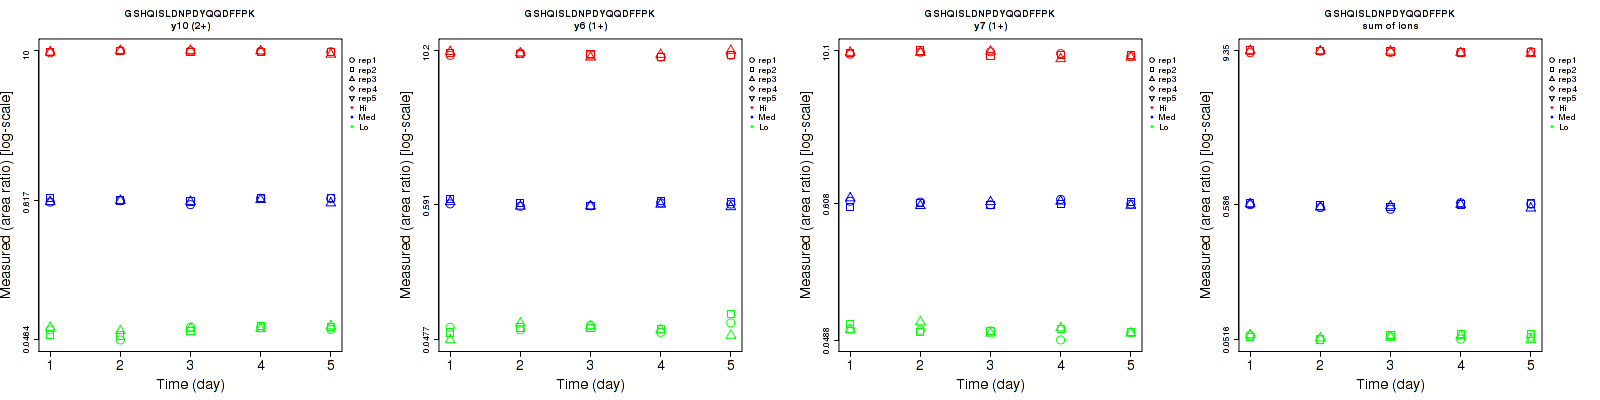 GSHQISLDNPDYQQDFFPK
y10 (2+)
Measured (area ratio) [log-scale]
10
0.617
0.0464
1 2 3 4 5
Time (day)
rep1
rep2
rep3
rep4
rep5
Hi
Med
Lo
GSHQISLDNPDYQQDFFPK
y6 (1+)
Measured (area ratio) [log-scale]
10.2
0.591
0.0477
1 2 3 4 5
Time (day)
rep1
rep2
rep3
rep4
rep5
Hi
Med
Lo
GSHQISLDNPDYQQDFFPK
y7 (1+)
Measured (area ratio) [log-scale]
10.1
0.608
0.0488
1 2 3 4 5
Time (day)
rep1
rep2
rep3
rep4
rep5
Hi
Med
Lo
GSHQISLDNPDYQQDFFPK
sum of ions
Measured (area ratio) [log-scale]
9.35
0.586
0.0516
1 2 3 4 5
Time (day)
rep1
rep2
rep3
rep4
rep5
Hi
Med
Lo